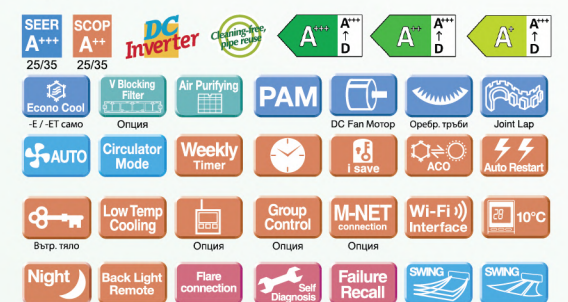 SEER
A+++
25/35
SCOP
A++
25/35
DC
Inverter
Cleaning-free,
pipe reuse
A+++
A+++
↑
D
A++
A+++
↑
D
A+
A+++
↑
D
Econo Cool
-E / -ET само
V Blocking
Filter
Опция
Air Purifying
PAM
DC Fan Мотор
Оребр. тръби
Joint Lap
AUTO
Circulator
Mode
Weekly
Timer
i save
ACO
Auto Restart
Вътр. тяло
Low Temp
Cooling
Опция
Group
Control
Опция
M-NET
connection
Опция
Wi-Fi
Interface
28
10°C
Night
Back Light
Remote
Flare
connection
Self
Diagnosis
Failure
Recall
SWING
SWING